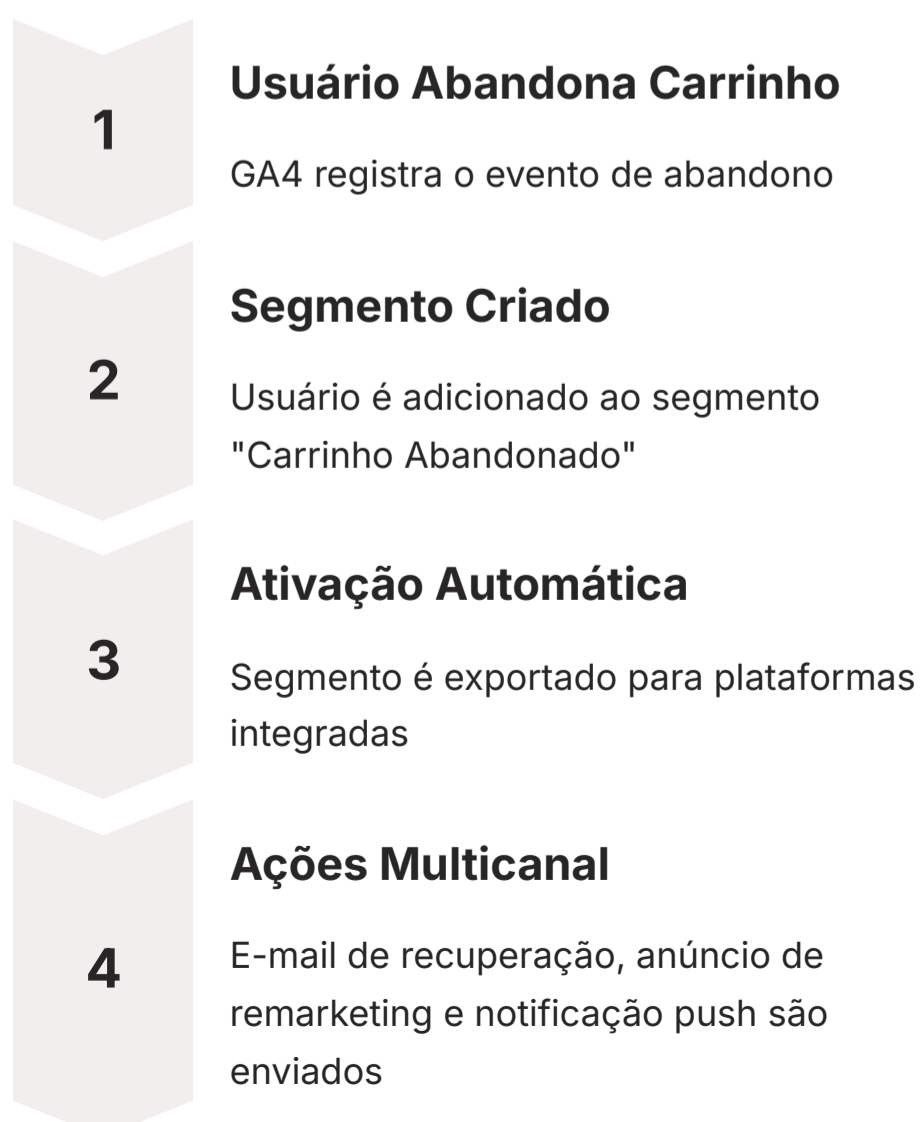 1
Usuário Abandona Carrinho
GA4 registra o evento de abandono
2
Segmento Criado
Usuário é adicionado ao segmento
"Carrinho Abandonado"
3
Ativação Automática
Segmento é exportado para plataformas
integradas
4
Ações Multicanal
E-mail de recuperação, anúncio de
remarketing e notificação push são
enviados